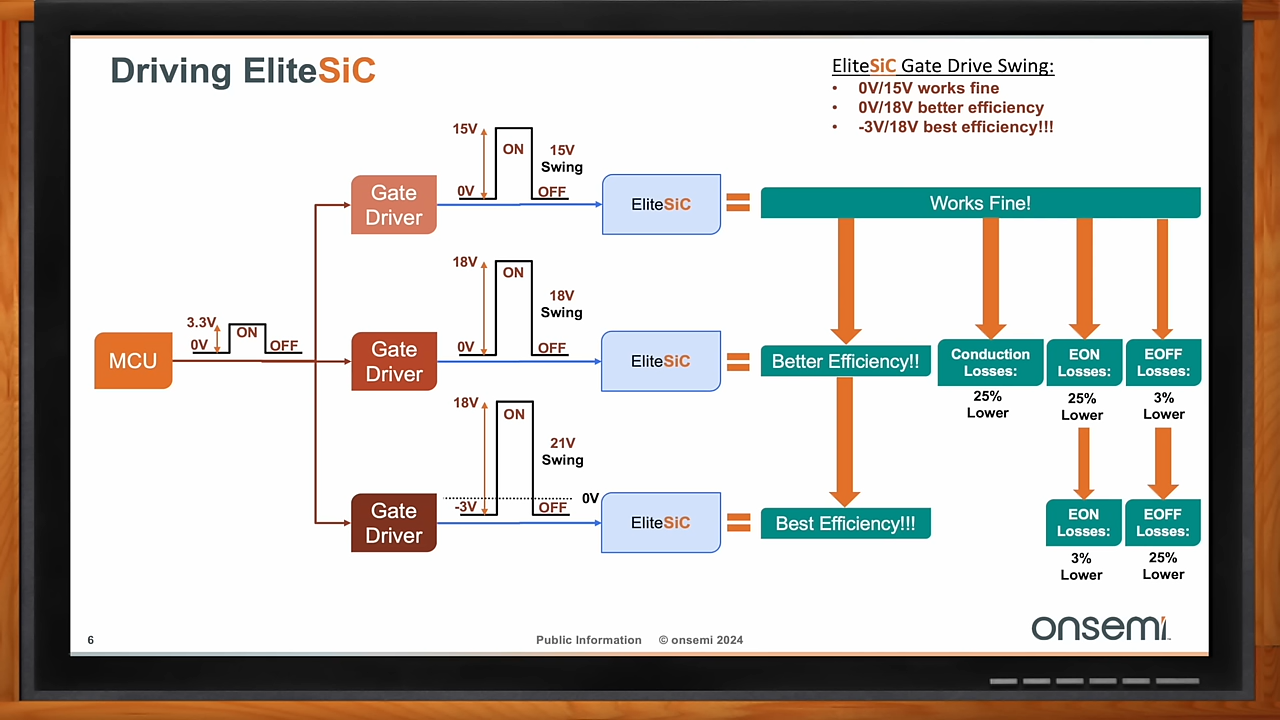 Driving EliteSiC
EliteSiC Gate Drive Swing:
• 0V/15V works fine
• 0V/18V better efficiency
• -3V/18V best efficiency!!!
15V
ON
15V
Swing
0V
OFF
Gate
Driver
EliteSiC
Works Fine!
18V
ON
18V
Swing
3.3V
ON
0V
OFF
0V
OFF
MCU
Gate
Driver
EliteSiC
Better Efficiency!!
Conduction
Losses:
EON
Losses:
EOFF
Losses:
25%
Lower
25%
Lower
3%
Lower
18V
ON
21V
Swing
0V
-3V
OFF
Gate
Driver
EliteSiC
Best Efficiency!!!
EON
Losses:
EOFF
Losses:
3%
Lower
25%
Lower
6
Public Information © onsemi 2024
onsemi